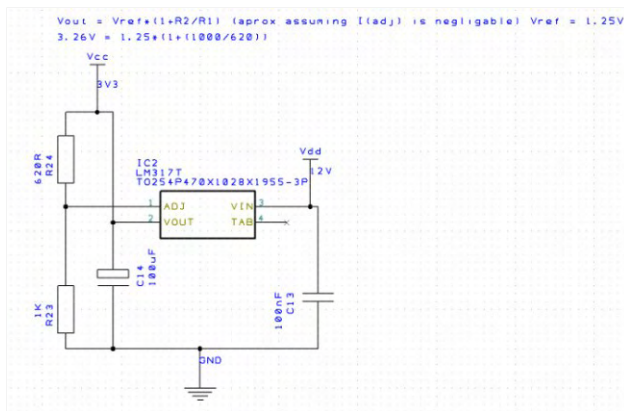 Vout = Vref*(1+R2/R1) (aprox assuming I(adj) is negligable) Vref = 1.25V
3.26V = 1.25*(1+(1000/620))
Vcc
3V3
620R
R24
IC2
LM317T
TO254P470X1028X1955-3P
Vdd
12V
1 ADJ VIN 3
2 VOUT TAB 4
C14
100uF
1K
R23
100nF
C13
GND